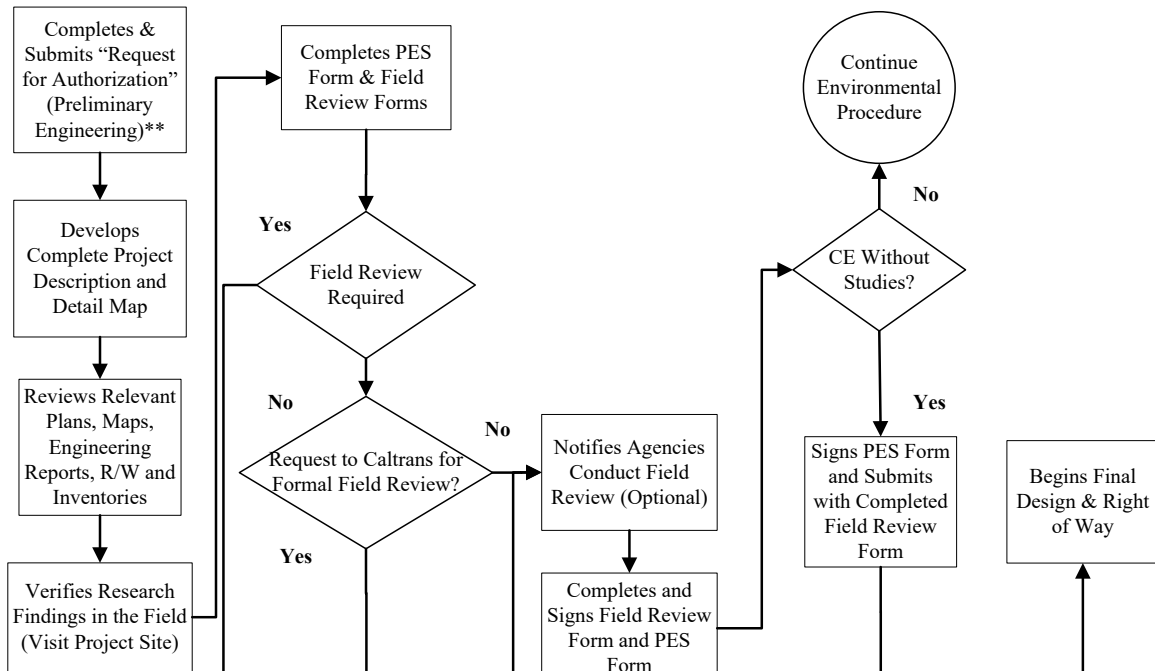 Completes &
Submits “Request
for Authorization”
(Preliminary
Engineering)**
Develops
Complete Project
Description and
Detail Map
Reviews Relevant
Plans, Maps,
Engineering
Reports, R/W and
Inventories
Verifies Research
Findings in the Field
(Visit Project Site)
Completes PES
Form & Field
Review Forms
Yes
Field Review
Required
No
Request to Caltrans for
Formal Field Review?
No
Yes
Notifies Agencies
Conduct Field
Review (Optional)
Completes and
Signs Field Review
Form and PES
Form
Continue
Environmental
Procedure
No
CE Without
Studies?
Yes
Signs PES Form
and Submits
with Completed
Field Review
Form
Begins Final
Design & Right
of Way